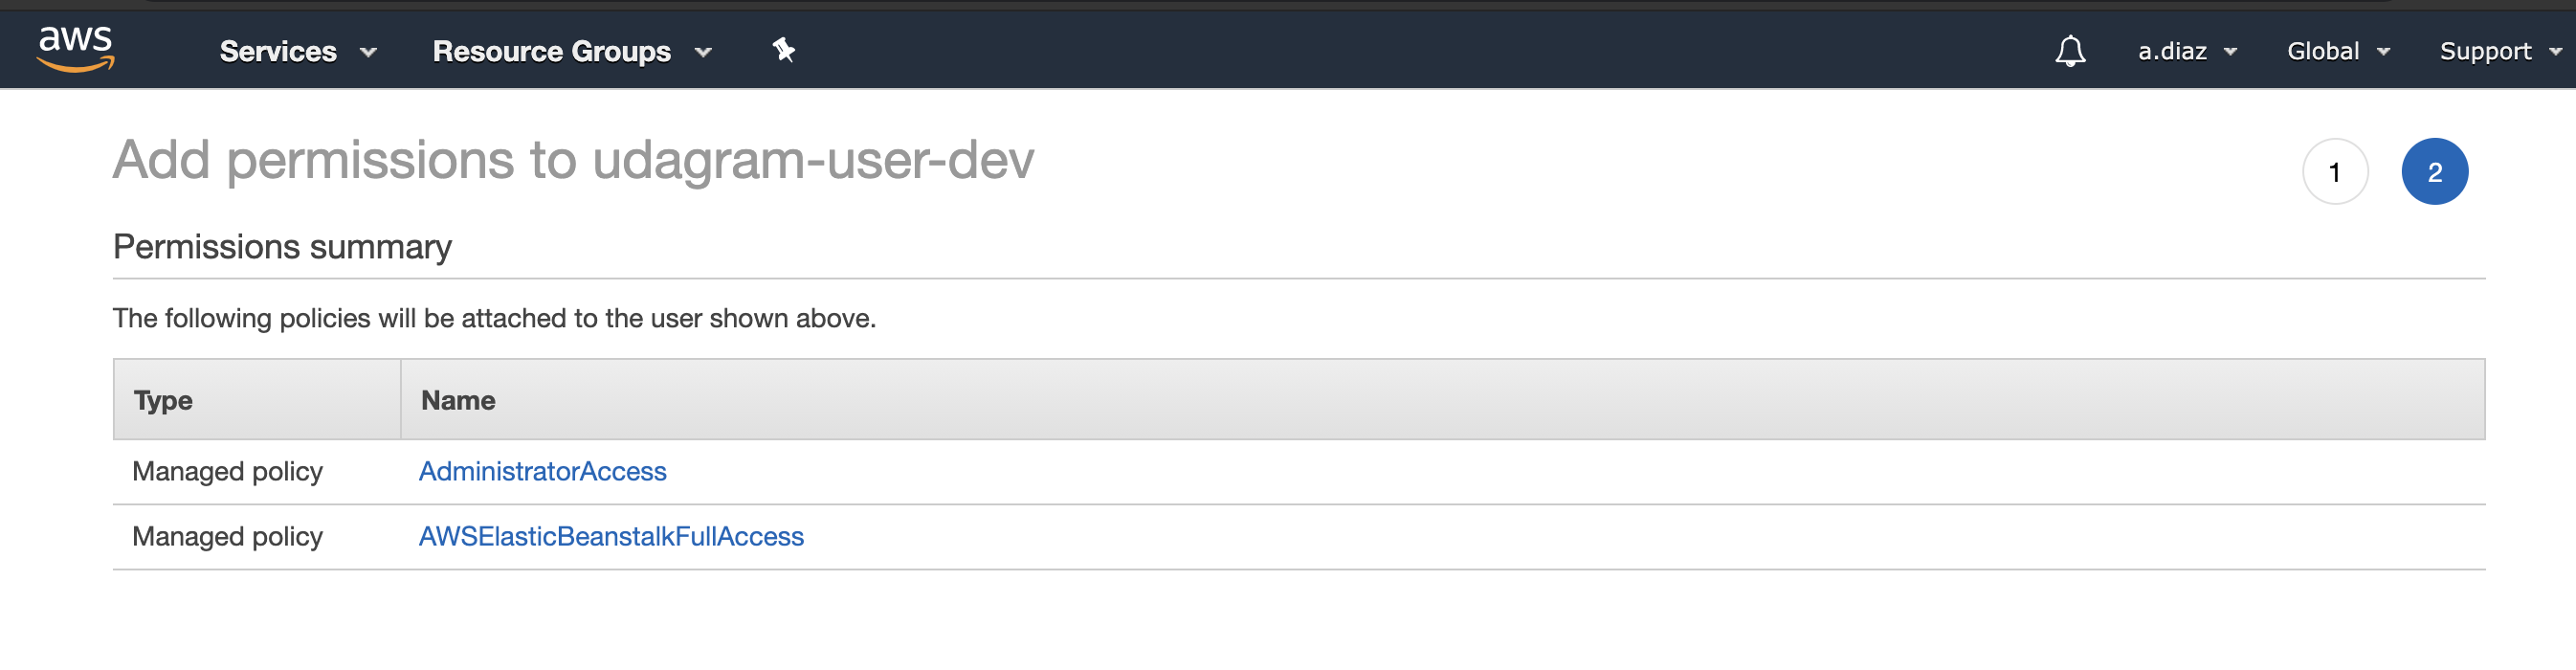 aws Services Resource Groups a.diaz Global Support
Add permissions to udagram-user-dev 1 2
Permissions summary
The following policies will be attached to the user shown above.
Type Name
Managed policy AdministratorAccess
Managed policy AWSElasticBeanstalkFullAccess